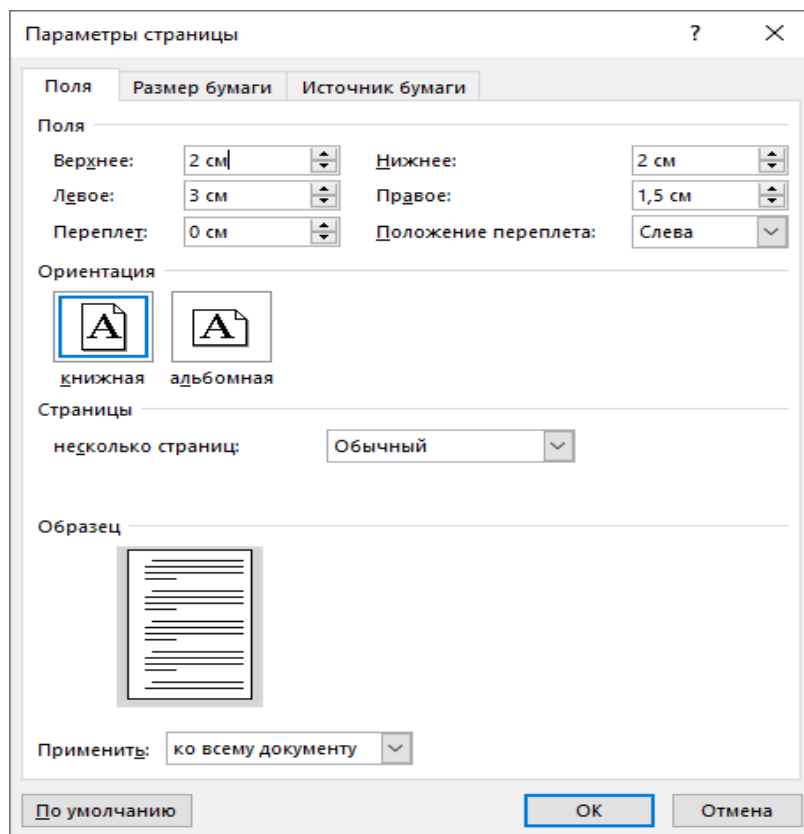 Параметры страницы ? ×
Поля Размер бумаги Источник бумаги
Поля
Верхнее: 2 см Нижнее: 2 см
Левое: 3 см Правое: 1,5 см
Переплет: 0 см Положение переплета: Слева
Ориентация
A A
книжная альбомная
Страницы
несколько страниц: Обычный
Образец
Применить: ко всему документу
По умолчанию ОК Отмена